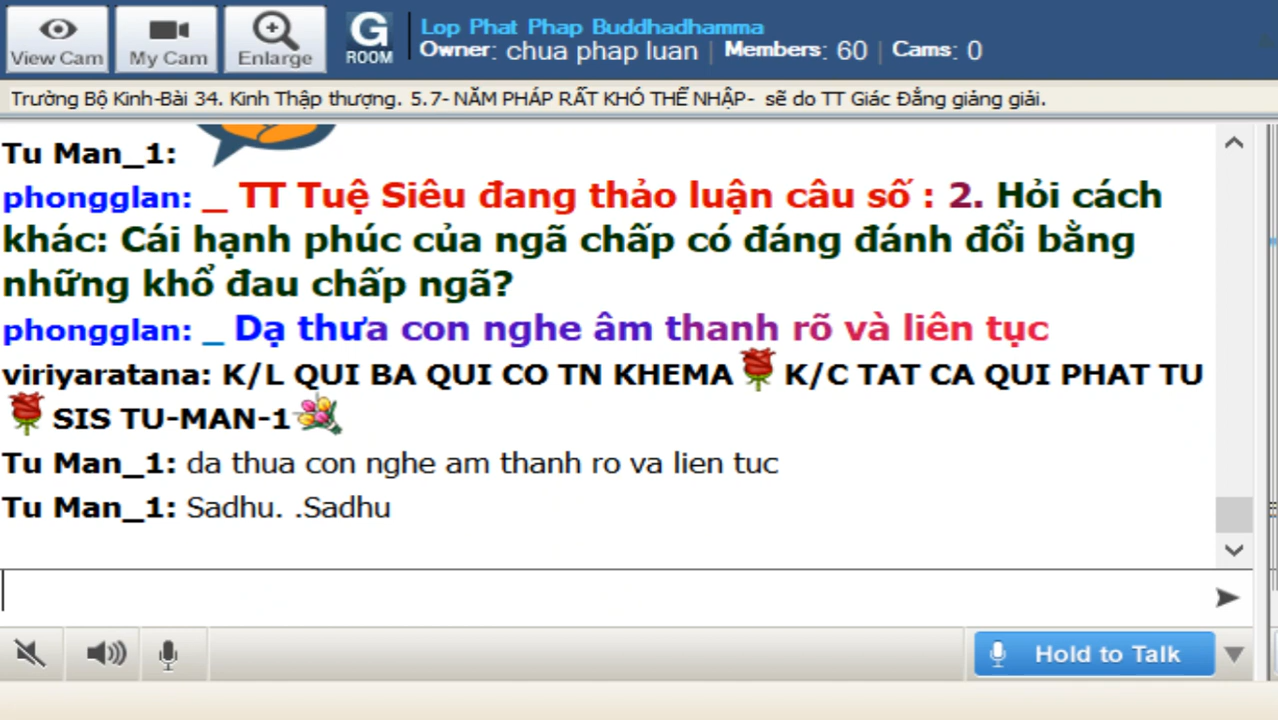 View Cam
My Cam
Enlarge
G
ROOM
Lop Phat Phap Buddhadhamma
Owner: chua phap luan | Members: 60 | Cams: 0
Trường Bộ Kinh-Bài 34. Kinh Thập thượng. 5.7- NĂM PHÁP RẤT KHÓ THỂ NHẬP- sẽ do TT Giác Đẳng giảng giải.
Tu Man_1:
phongglan: _ TT Tuệ Siêu đang thảo luận câu số : 2. Hỏi cách
khác: Cái hạnh phúc của ngã chấp có đáng đánh đổi bằng
những khổ đau chấp ngã?
phongglan: _ Dạ thưa con nghe âm thanh rõ và liên tục
viriyaratana: K/L QUI BA QUI CO TN KHEMA K/C TAT CA QUI PHAT TU
SIS TU-MAN-1
Tu Man_1: da thua con nghe am thanh ro va lien tuc
Tu Man_1: Sadhu. .Sadhu
Hold to Talk